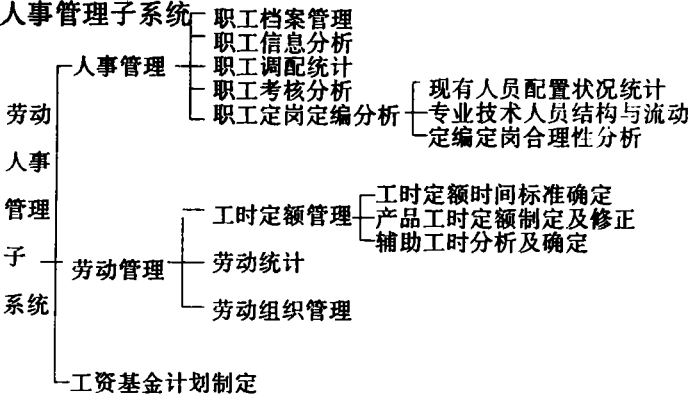 人事管理子系统
劳动
人事
管理
子
系统
人事管理
职工档案管理
职工信息分析
职工调配统计
职工考核分析
职工定岗定编分析
现有人员配置状况统计
专业技术人员结构与流动
定编定岗合理性分析
劳动管理
工时定额管理
工时定额时间标准确定
产品工时定额制定及修正
辅助工时分析及确定
劳动统计
劳动组织管理
工资基金计划制定